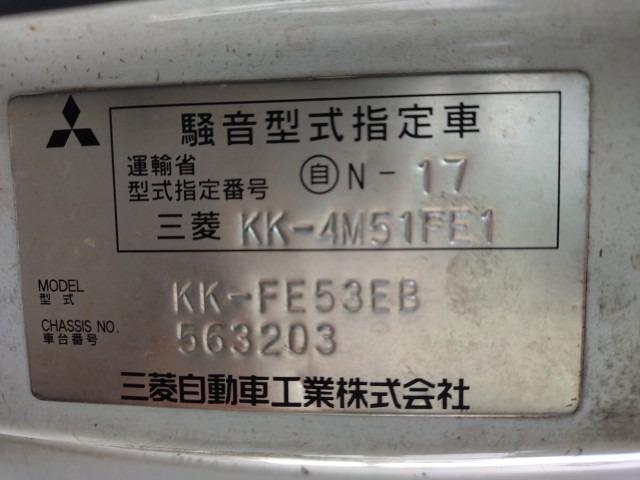 騒音型式指定車
運輸省
型式指定番号 自N-17
三菱 KK-4M51FE1
MODEL
型式 KK-FE53EB
CHASSIS NO.
車台番号 563203
三菱自動車工業株式会社